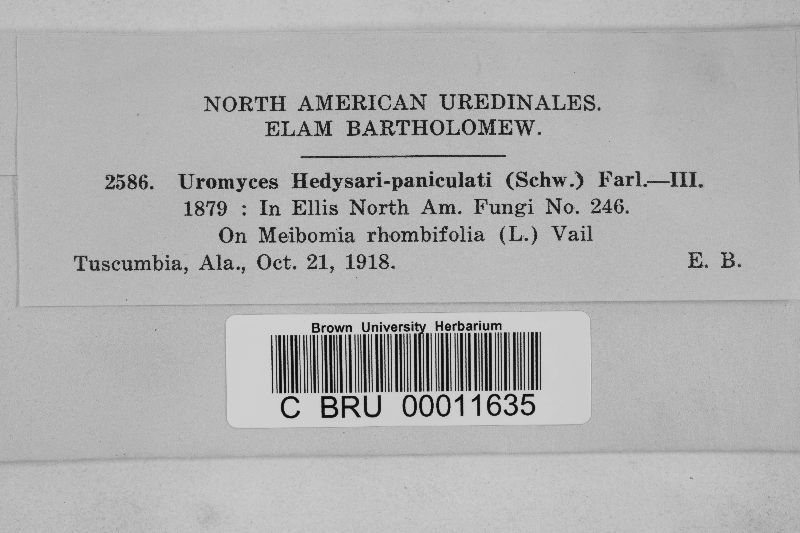 NORTH AMERICAN UREDINALES.
ELAM BARTHOLOMEW.
2586. Uromyces Hedysari-paniculati (Schw.) Farl.—III.
1879 : In Ellis North Am. Fungi No. 246.
On Meibomia rhombifolia (L.) Vail
Tuscumbia, Ala., Oct. 21, 1918. E. B.
Brown University Herbarium
C BRU 00011635